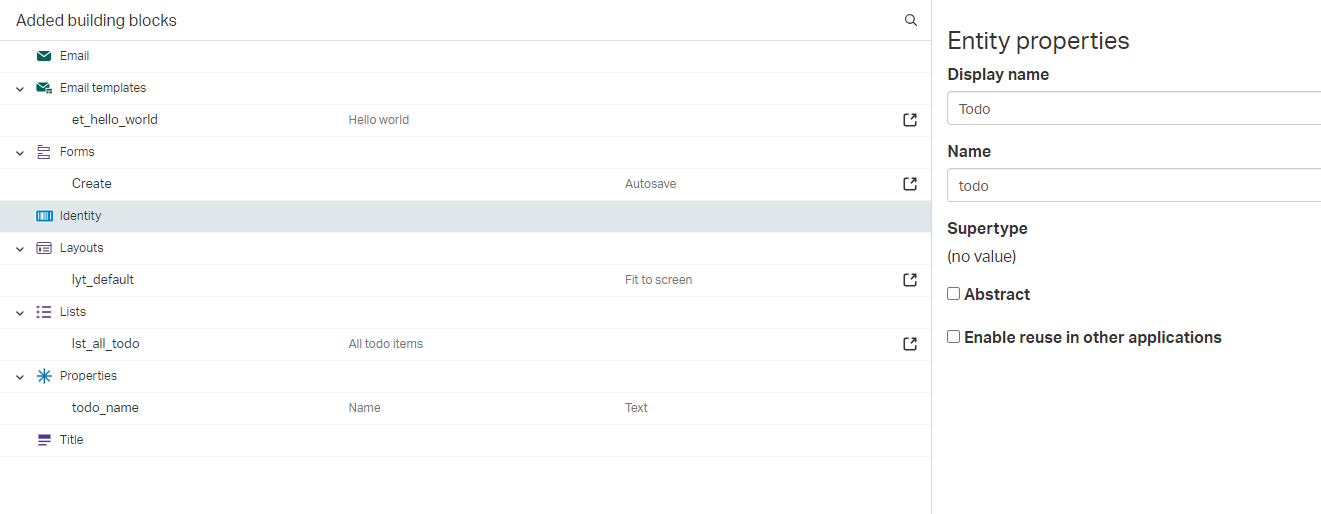 Added building blocks
Email
Email templates
et_hello_world Hello world
Forms
Create Autosave
Identity
Layouts
lyt_default Fit to screen
Lists
lst_all_todo All todo items
Properties
todo_name Name Text
Title
Entity properties
Display name
Todo
Name
todo
Supertype
(no value)
Abstract
Enable reuse in other applications